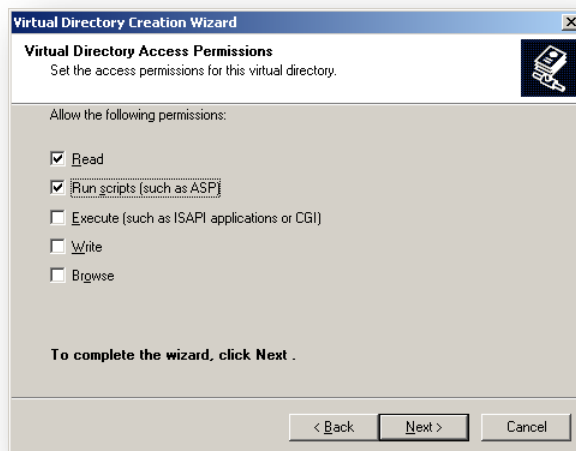 Virtual Directory Creation Wizard
Virtual Directory Access Permissions
Set the access permissions for this virtual directory.
Allow the following permissions:
Read
Run scripts (such as ASP)
Execute (such as ISAPI applications or CGI)
Write
Browse
To complete the wizard, click Next .
< Back Next > Cancel